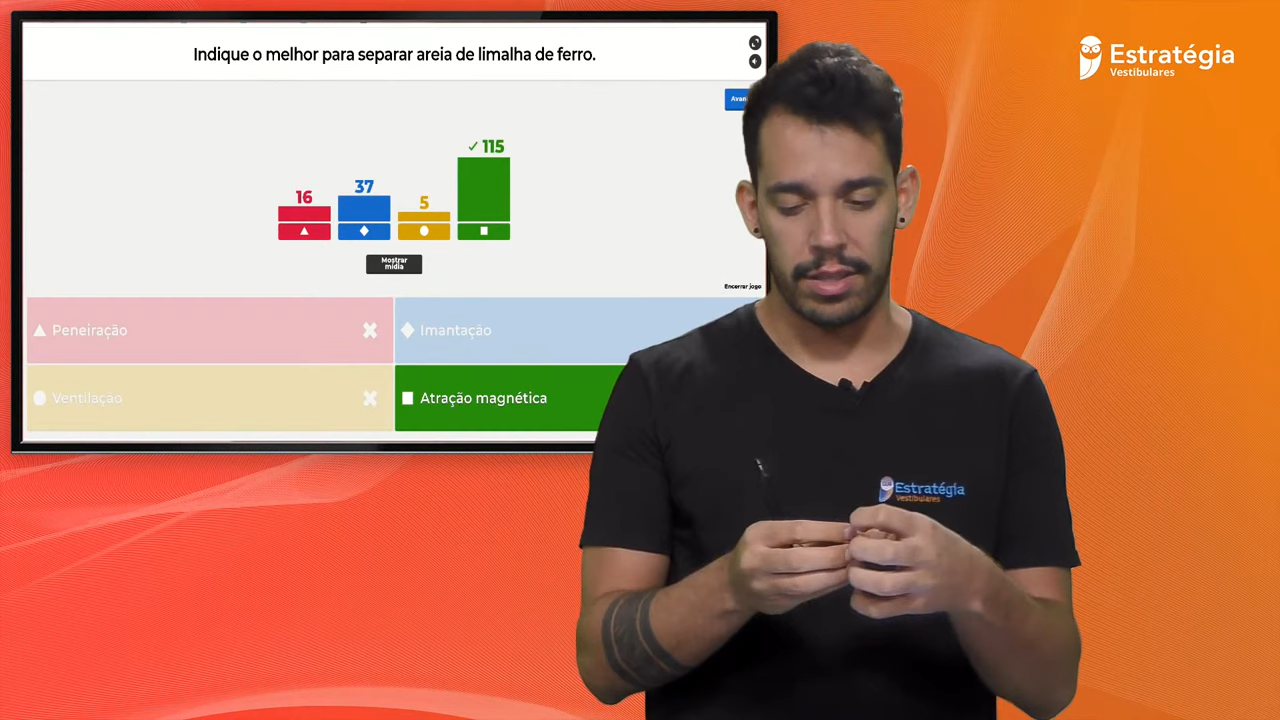 Indique o melhor para separar areia de limalha de ferro.
Estratégia
Vestibulares
16
37
5
✓ 115
Mostrar
mídia
Encerrar jogo
Peneiração
Imantação
Ventilação
Atração magnética
Estratégia
Vestibulares